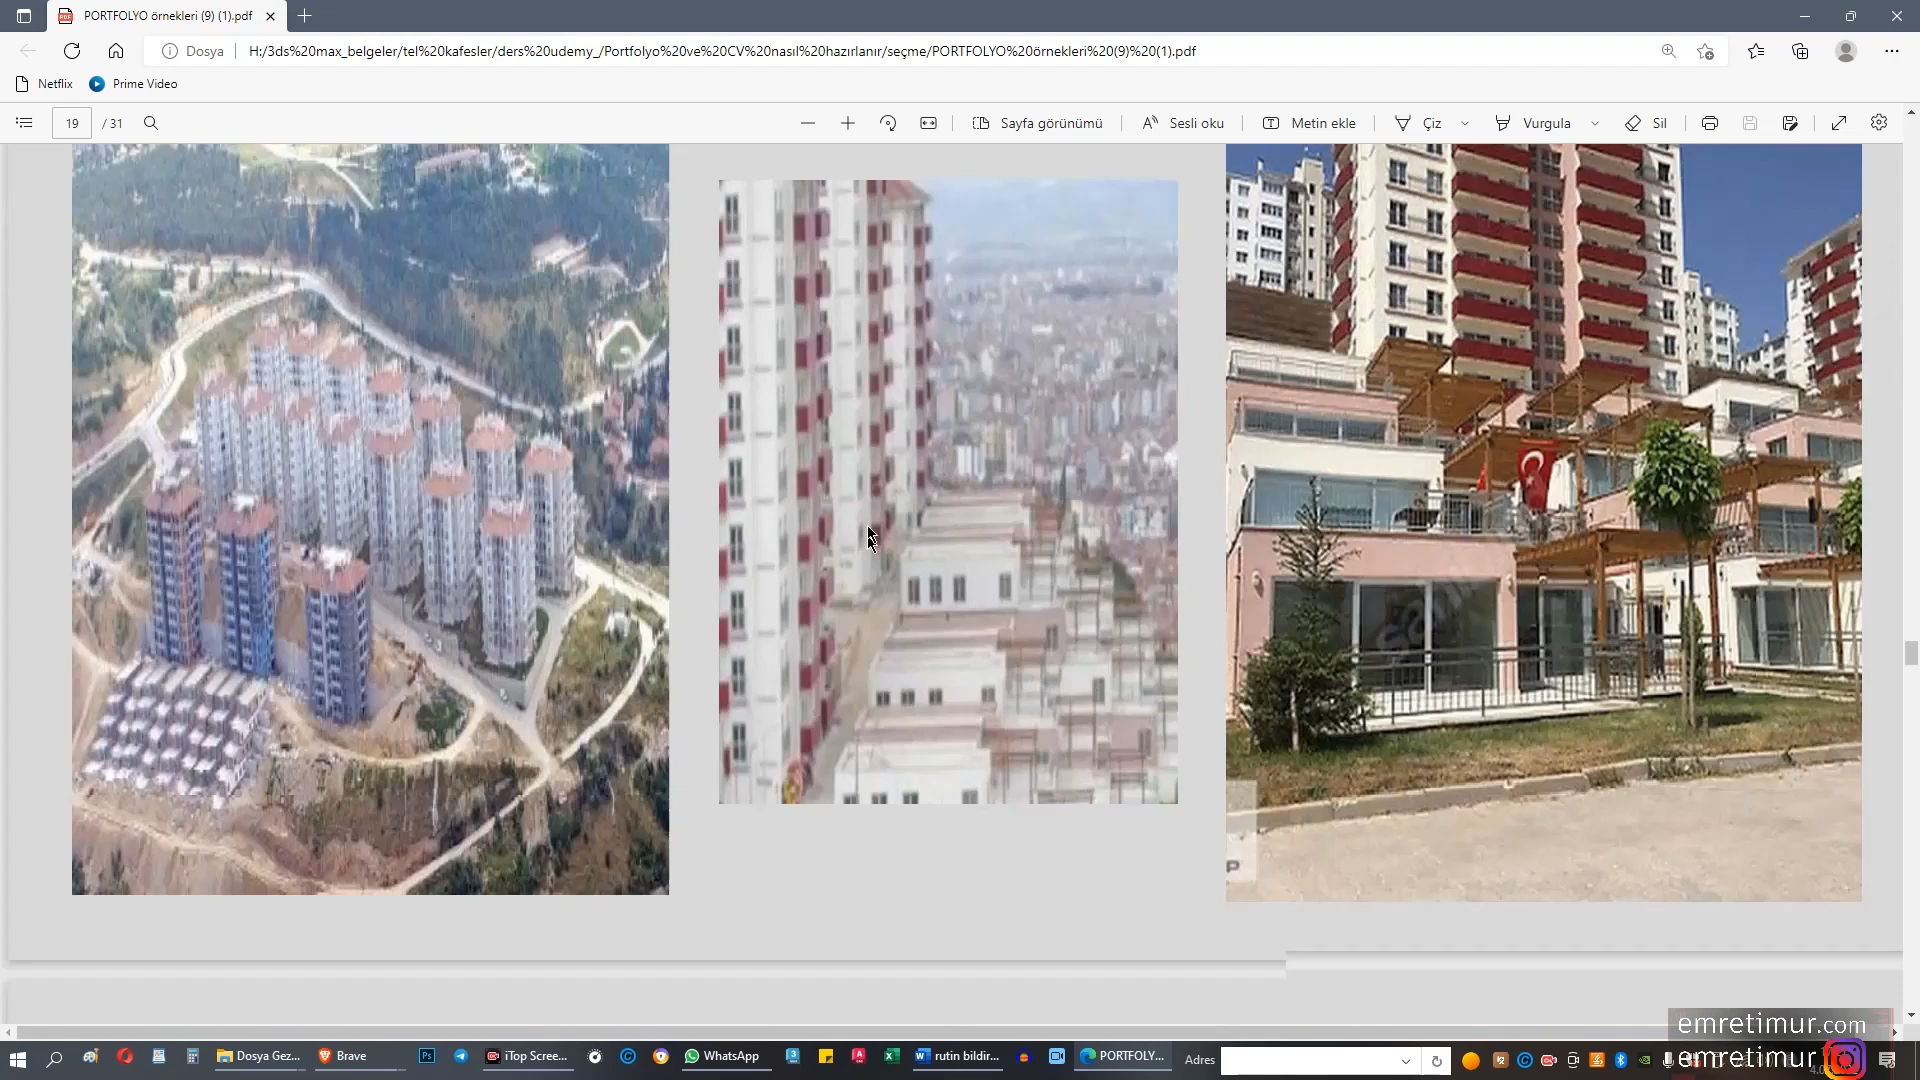 PORTFOLYO örnekleri (9) (1).pdf
Dosya
H:/3ds%20max_belgeler/tel%20kafesler/ders%20udemy_/Portfolyo%20ve%20CV%20nasıl%20hazırlanır/seçme/PORTFOLYO%20örnekleri%20(9)%20(1).pdf
Netflix
Prime Video
19 / 31
Sayfa görünümü
Sesli oku
Metin ekle
Çiz
Vurgula
Sil
emretimur.com
emretimur
Dosya Gez...
Brave
Ps
iTop Scree...
WhatsApp
rutin bildir...
PORTFOLY...
Adres